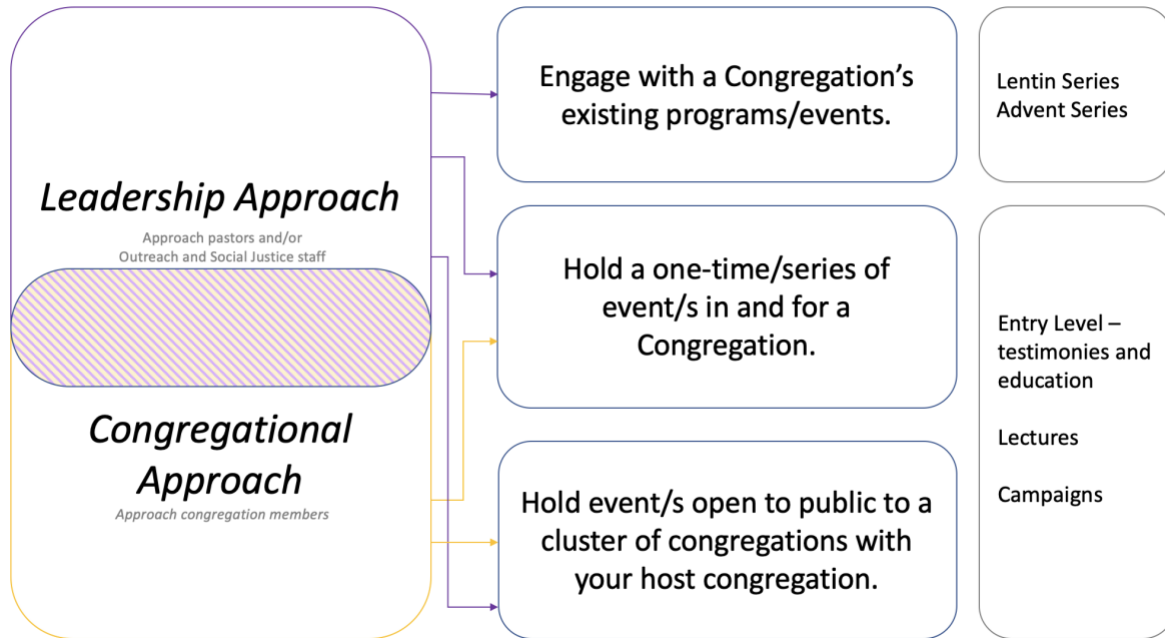 Leadership Approach
Approach pastors and/or
Outreach and Social Justice staff
Congregational
Approach
Approach congregation members
Engage with a Congregation’s
existing programs/events.
Hold a one-time/series of
event/s in and for a
Congregation.
Hold event/s open to public to a
cluster of congregations with
your host congregation.
Lentin Series
Advent Series
Entry Level –
testimonies and
education
Lectures
Campaigns